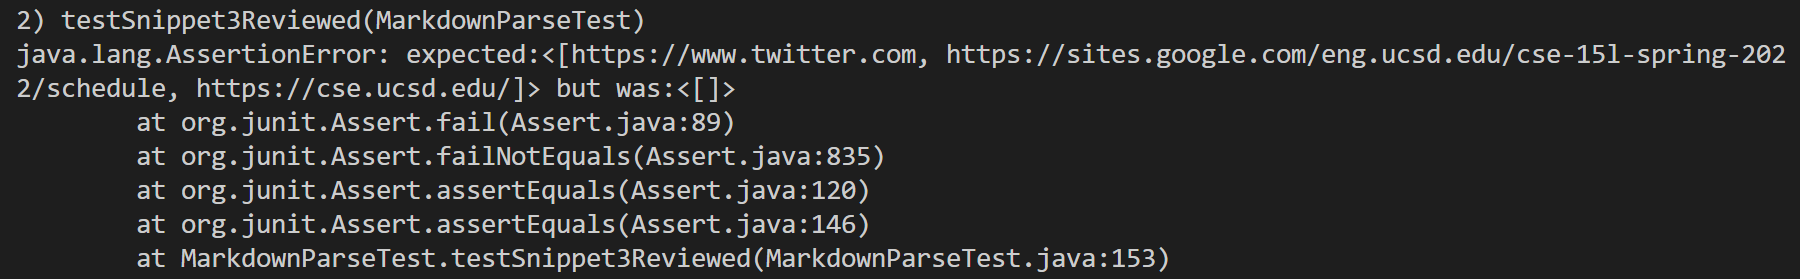 2) testSnippet3Reviewed(MarkdownParseTest)
java.lang.AssertionError: expected:<[https://www.twitter.com, https://sites.google.com/eng.ucsd.edu/cse-15l-spring-202
2/schedule, https://cse.ucsd.edu/]> but was:<[]>
        at org.junit.Assert.fail(Assert.java:89)
        at org.junit.Assert.failNotEquals(Assert.java:835)
        at org.junit.Assert.assertEquals(Assert.java:120)
        at org.junit.Assert.assertEquals(Assert.java:146)
        at MarkdownParseTest.testSnippet3Reviewed(MarkdownParseTest.java:153)